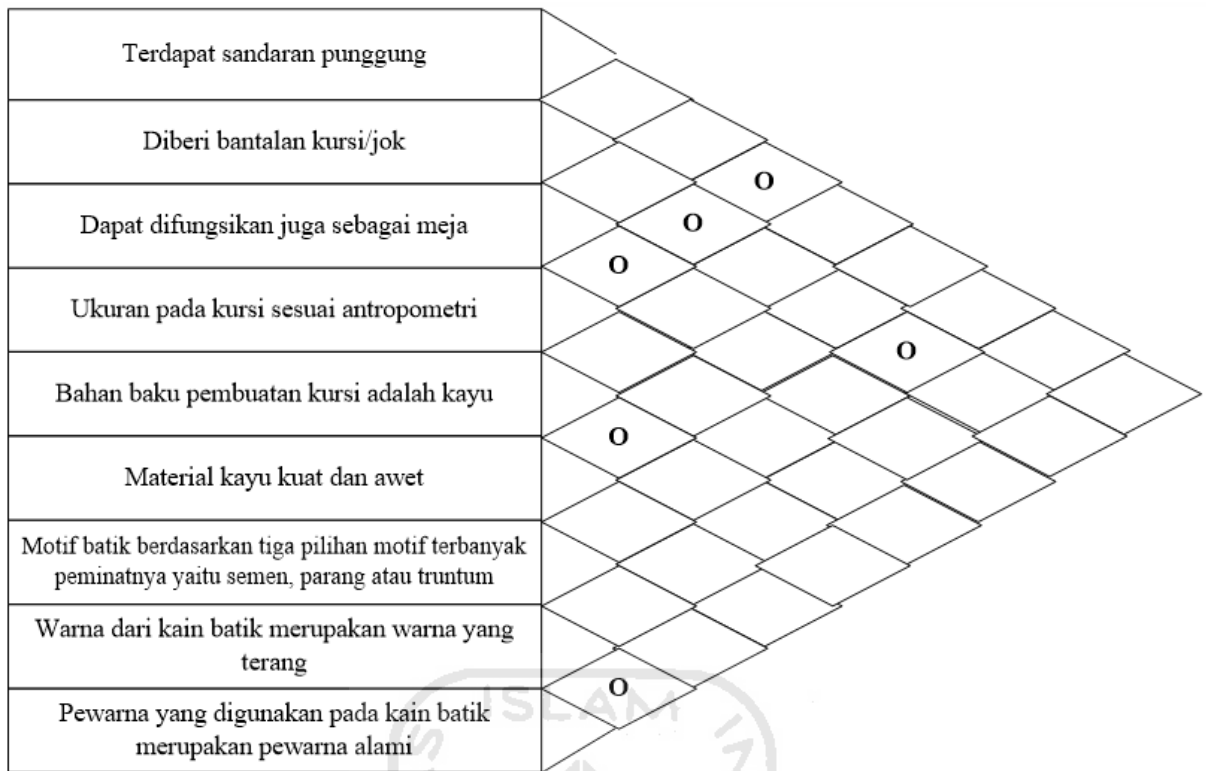 Terdapat sandaran punggung
Diberi bantalan kursi/jok
O
Dapat difungsikan juga sebagai meja
O
O
Ukuran pada kursi sesuai antropometri
O
Bahan baku pembuatan kursi adalah kayu
O
Material kayu kuat dan awet
Motif batik berdasarkan tiga pilihan motif terbanyak
peminatnya yaitu semen, parang atau truntum
Warna dari kain batik merupakan warna yang
terang
O
Pewarna yang digunakan pada kain batik
merupakan pewarna alami
ISLAM